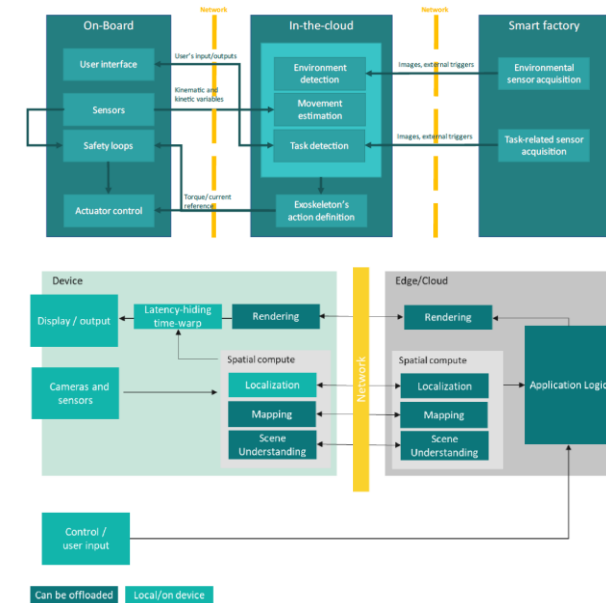 Network
Network
On-Board
In-the-cloud
Smart factory
User's input/outputs
User interface
Environment
detection
Images, external triggers
Environmental
sensor acquisition
Kinematic and
kinetic variables
Sensors
Movement
estimation
Safety loops
Task detection
Images, external triggers
Task-related sensor
acquisition
Torque/current
reference
Actuator control
Exoskeleton's
action definition
Device
Edge/Cloud
Display / output
Latency-hiding
time-warp
Rendering
Rendering
Network
Spatial compute
Spatial compute
Cameras and
sensors
Localization
Localization
Application Logic
Mapping
Mapping
Scene
Understanding
Scene
Understanding
Control /
user input
Can be offloaded
Local/on device